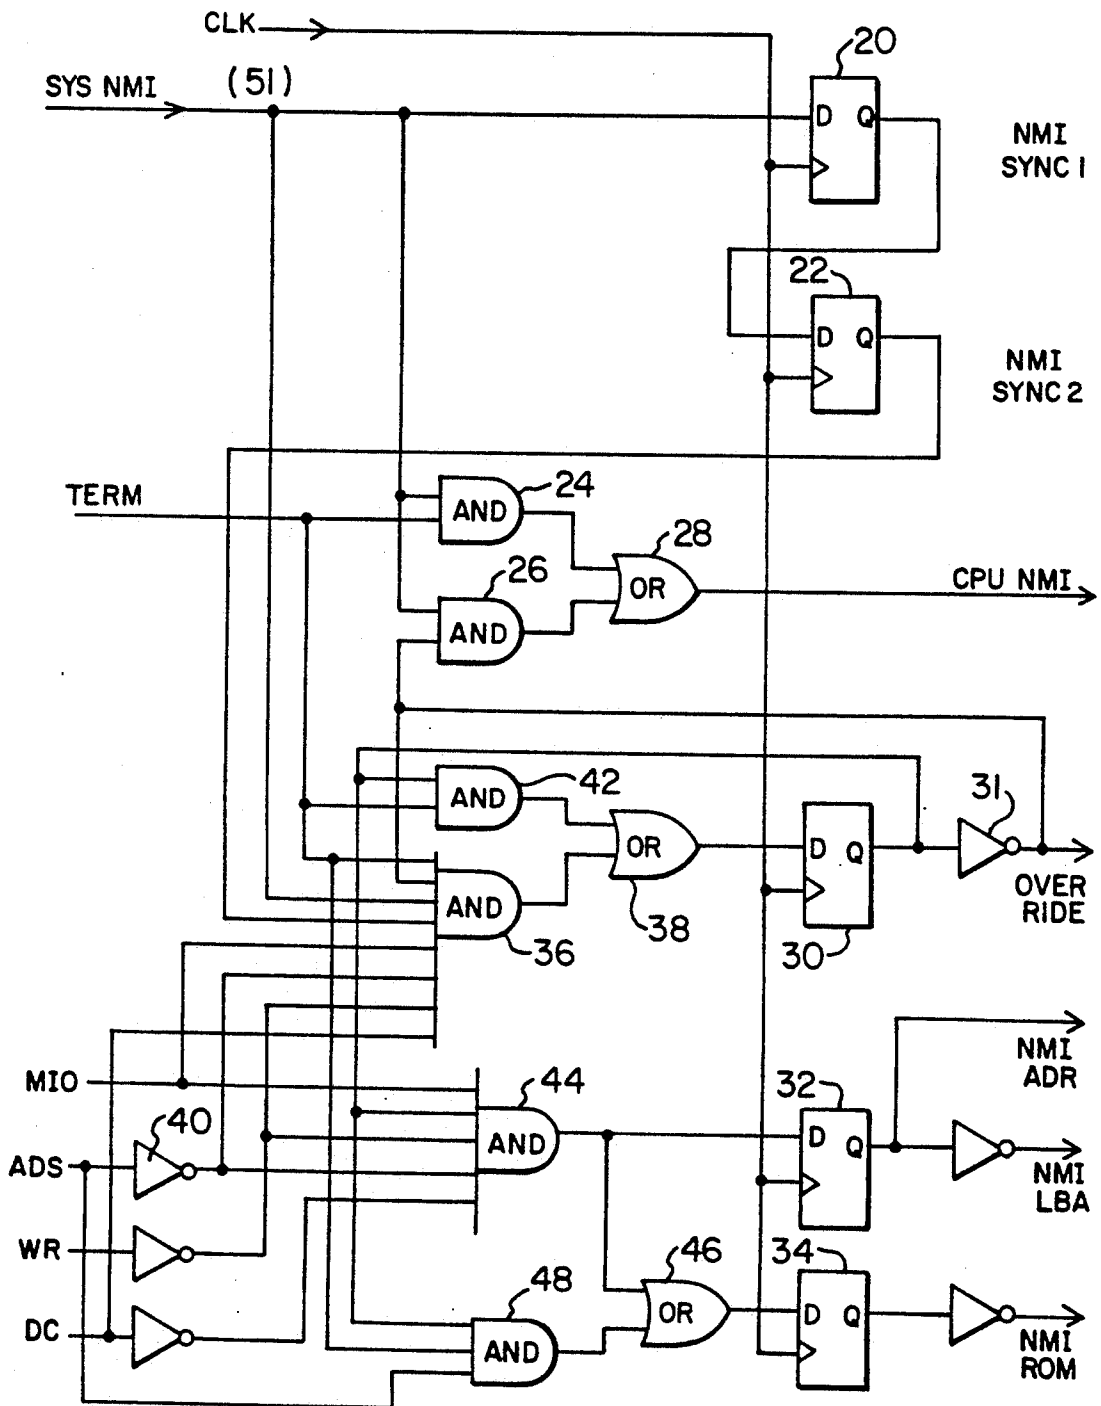 CLK
20
SYS NMI
(51)
D Q
NMI
SYNC 1
22
D Q
NMI
SYNC 2
TERM
24
AND
28
OR
CPU NMI
26
AND
42
AND
31
OR
D Q
OVER
RIDE
AND
38
36
30
NMI
ADR
MIO
44
32
40
AND
D Q
ADS
NMI
LBA
WR
46
34
48
OR
D Q
DC
AND
NMI
ROM